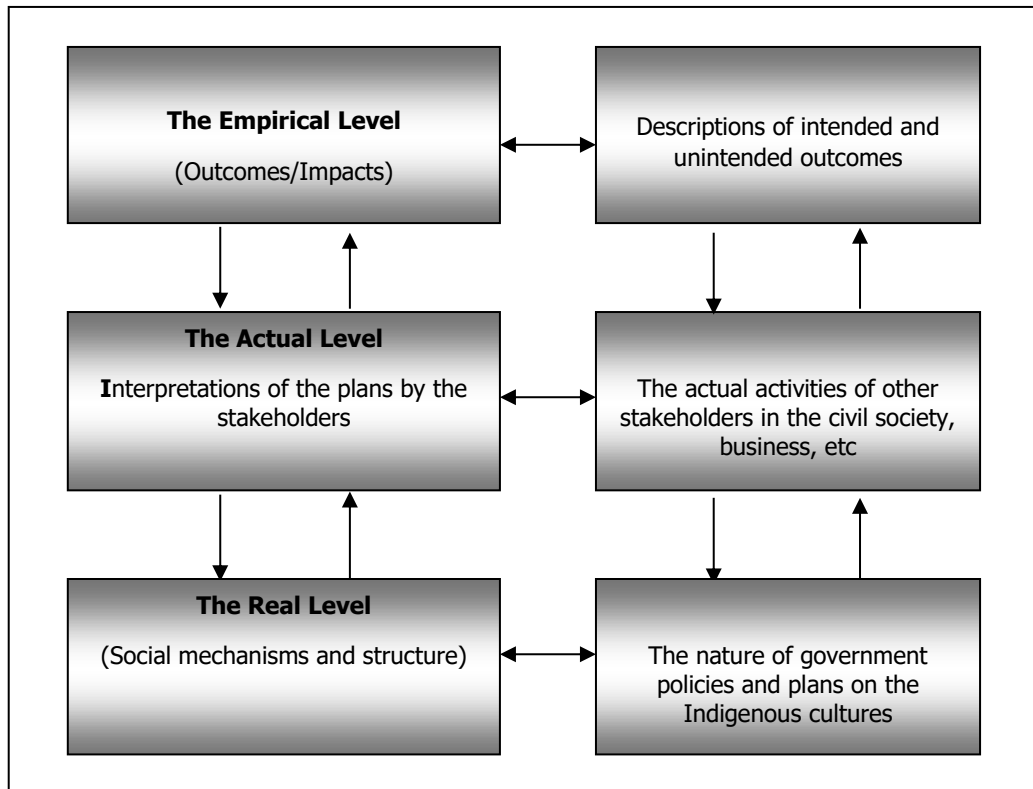 The Empirical Level
(Outcomes/Impacts)
Descriptions of intended and
unintended outcomes
The Actual Level
Interpretations of the plans by the
stakeholders
The actual activities of other
stakeholders in the civil society,
business, etc
The Real Level
(Social mechanisms and structure)
The nature of government
policies and plans on the
Indigenous cultures